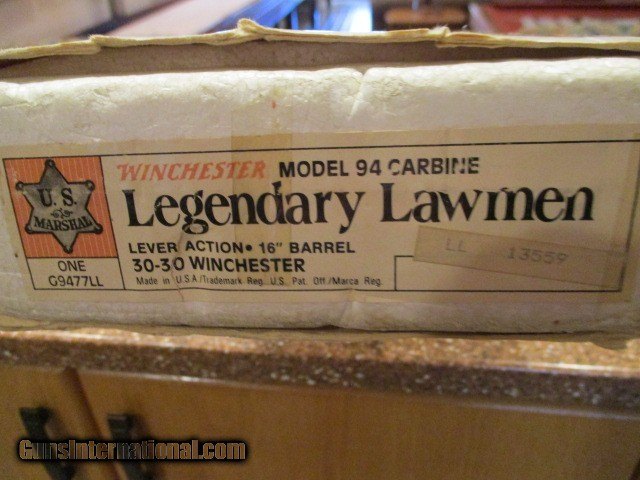 WINCHESTER MODEL 94 CARBINE
Legendary Lawmen
LEVER ACTION • 16" BARREL
30-30 WINCHESTER
Made in U.S.A./Trademark Reg. U.S. Pat. Off./Marca Reg.
U.S.
MARSHAL
ONE
G9477LL
LL 13559
GunsInternational.com